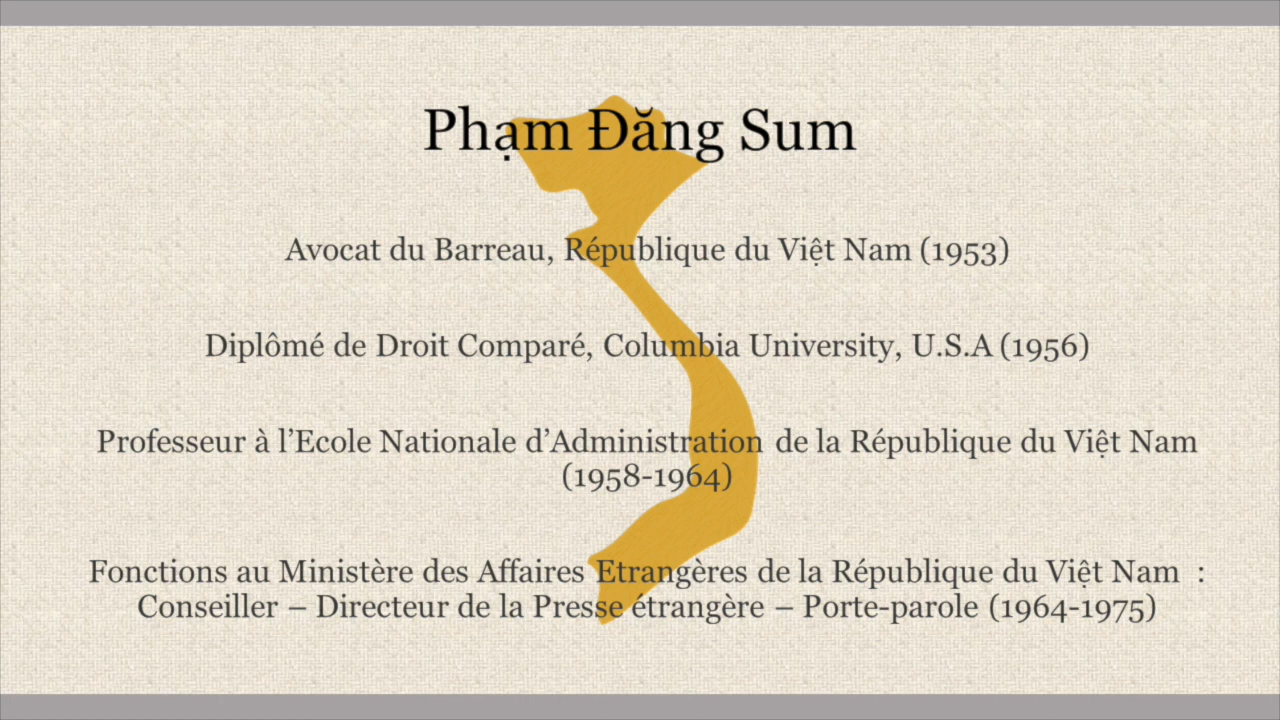 Phạm Đăng Sum
Avocat du Barreau, République du Việt Nam (1953)
Diplômé de Droit Comparé, Columbia University, U.S.A (1956)
Professeur à l’Ecole Nationale d’Administration de la République du Việt Nam
(1958-1964)
Fonctions au Ministère des Affaires Etrangères de la République du Việt Nam :
Conseiller – Directeur de la Presse étrangère – Porte-parole (1964-1975)